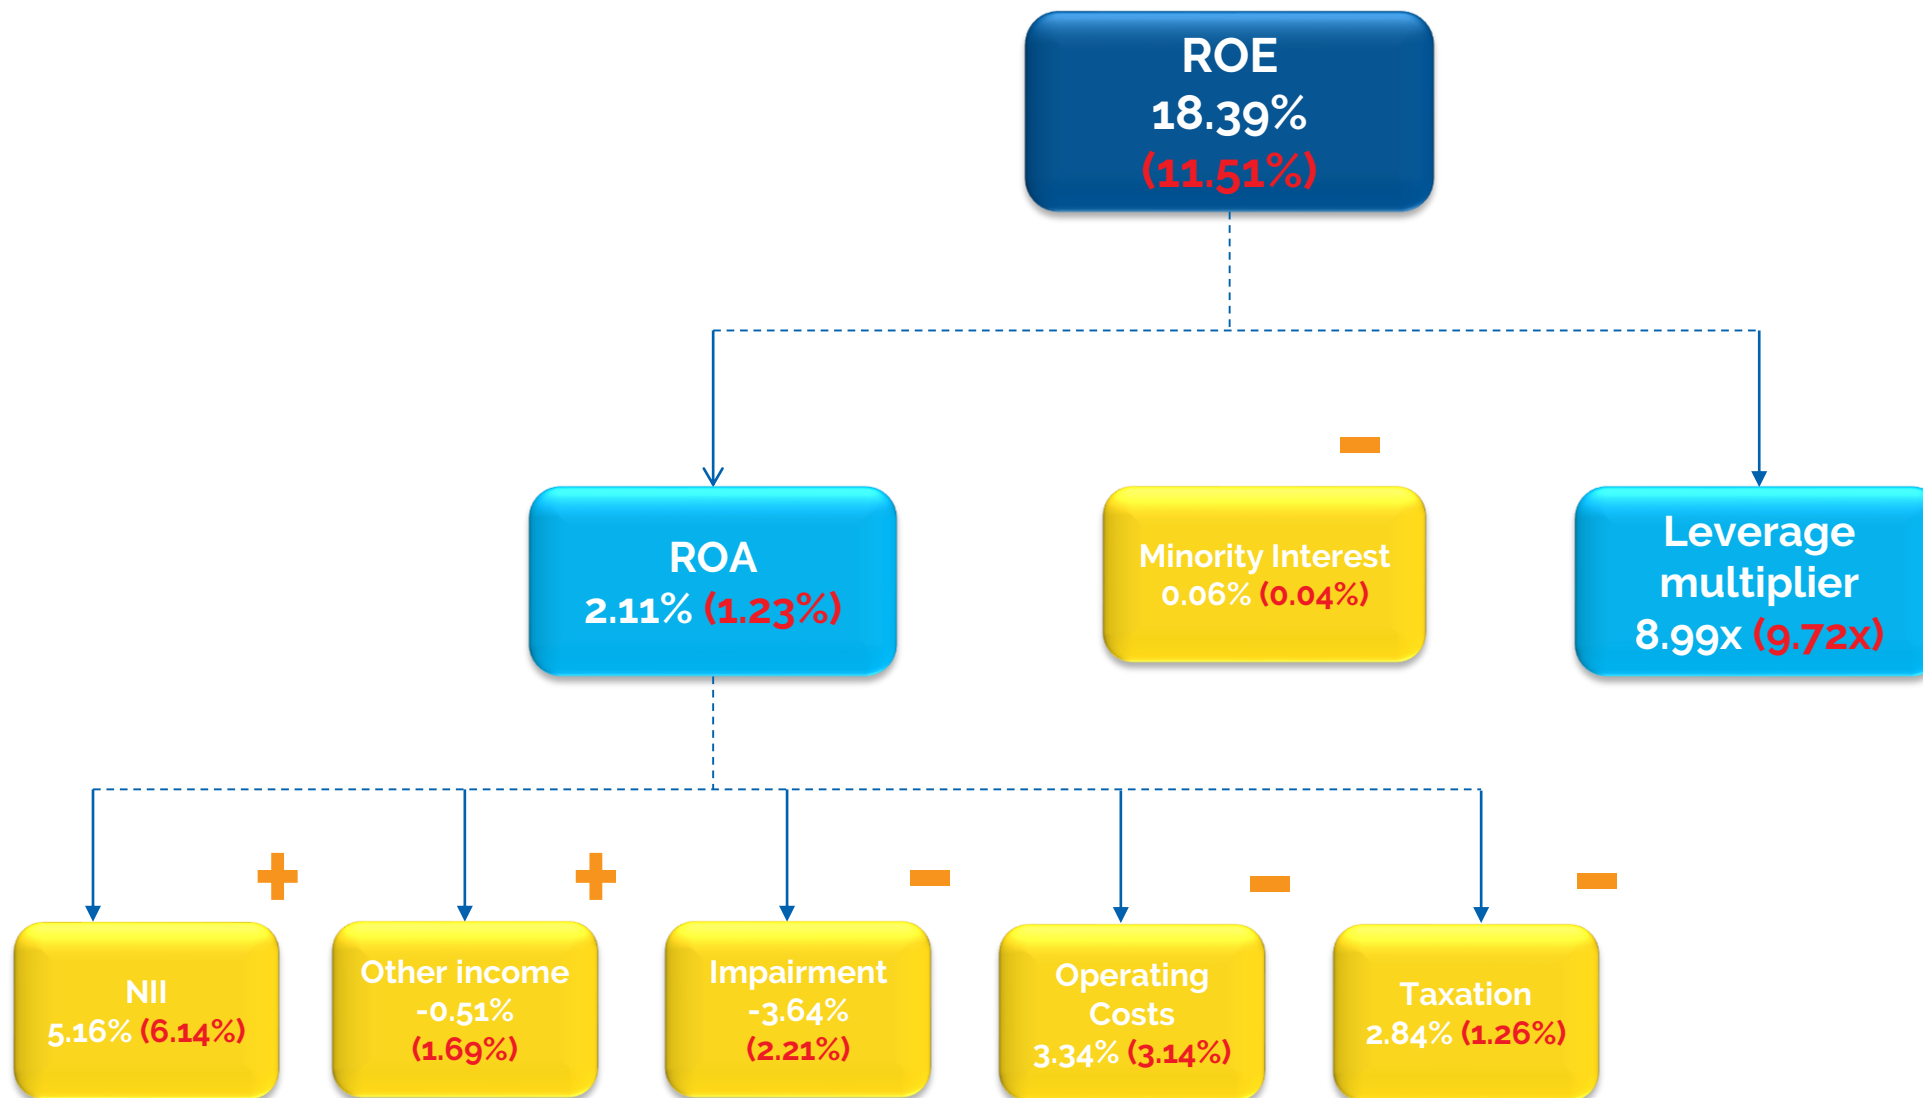 ROE
18.39%
(11.51%)
ROA
2.11% (1.23%)
Minority Interest
0.06% (0.04%)
Leverage
multiplier
8.99x (9.72x)
NII
5.16% (6.14%)
Other income
-0.51%
(1.69%)
Impairment
-3.64%
(2.21%)
Operating
Costs
3.34% (3.14%)
Taxation
2.84% (1.26%)